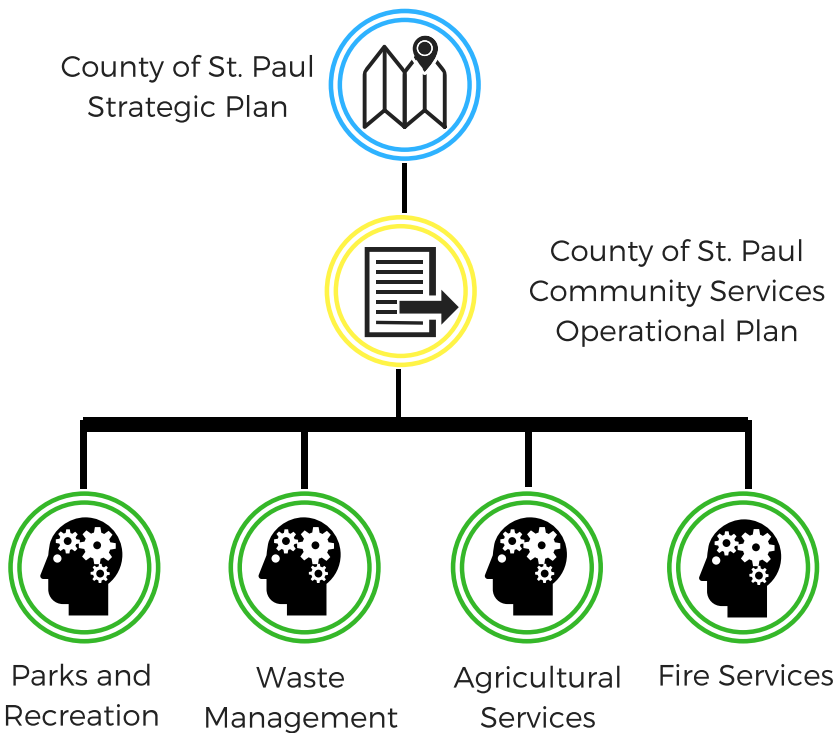 County of St. Paul
Strategic Plan
County of St. Paul
Community Services
Operational Plan
Parks and
Recreation
Waste
Management
Agricultural
Services
Fire Services